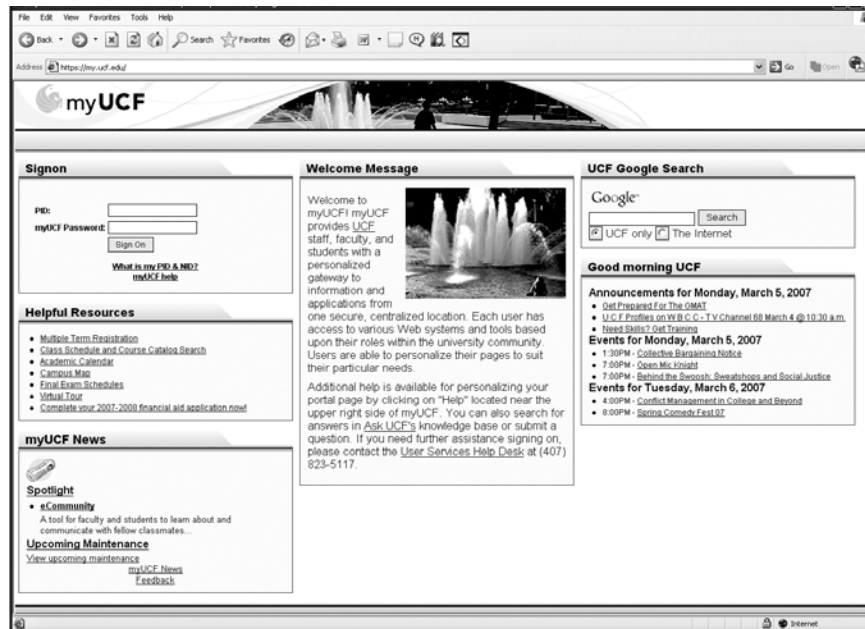 File Edit View Favorites Tools Help
Back Search Favorites
Address https://my.ucf.edu/ Go Open
myUCF
Signon
PID:
myUCF Password:
Sign On
What is my PID & NID?
myUCF help
Helpful Resources
Multiple Term Registration
Class Schedule and Course Catalog Search
Academic Calendar
Campus Map
Final Exam Schedules
Virtual Tour
Complete your 2007-2008 financial aid application now!
myUCF News
Spotlight
eCommunity
A tool for faculty and students to learn about and
communicate with fellow classmates...
Upcoming Maintenance
View upcoming maintenance
myUCF News
Feedback
Welcome Message
Welcome to
myUCF! myUCF
provides UCF
staff, faculty, and
students with a
personalized
gateway to
information and
applications from
one secure, centralized location. Each user has
access to various Web systems and tools based
upon their roles within the university community.
Users are able to personalize their pages to suit
their particular needs.
Additional help is available for personalizing your
portal page by clicking on "Help" located near the
upper right side of myUCF. You can also search for
answers in Ask UCF's knowledge base or submit a
question. If you need further assistance signing on,
please contact the User Services Help Desk at (407)
823-5117.
UCF Google Search
Google
Search
UCF only The Internet
Good morning UCF
Announcements for Monday, March 5, 2007
Get Prepared For The GMAT
U C F Profiles on W B C C - T V Channel 68 March 4 @ 10:30 a.m.
Need Skills? Get Training
Events for Monday, March 5, 2007
1:30PM - Collective Bargaining Notice
7:00PM - Open Mic Knight
7:00PM - Behind the Swoosh: Sweatshops and Social Justice
Events for Tuesday, March 6, 2007
4:00PM - Conflict Management in College and Beyond
8:00PM - Spring Comedy Fest 07
Internet